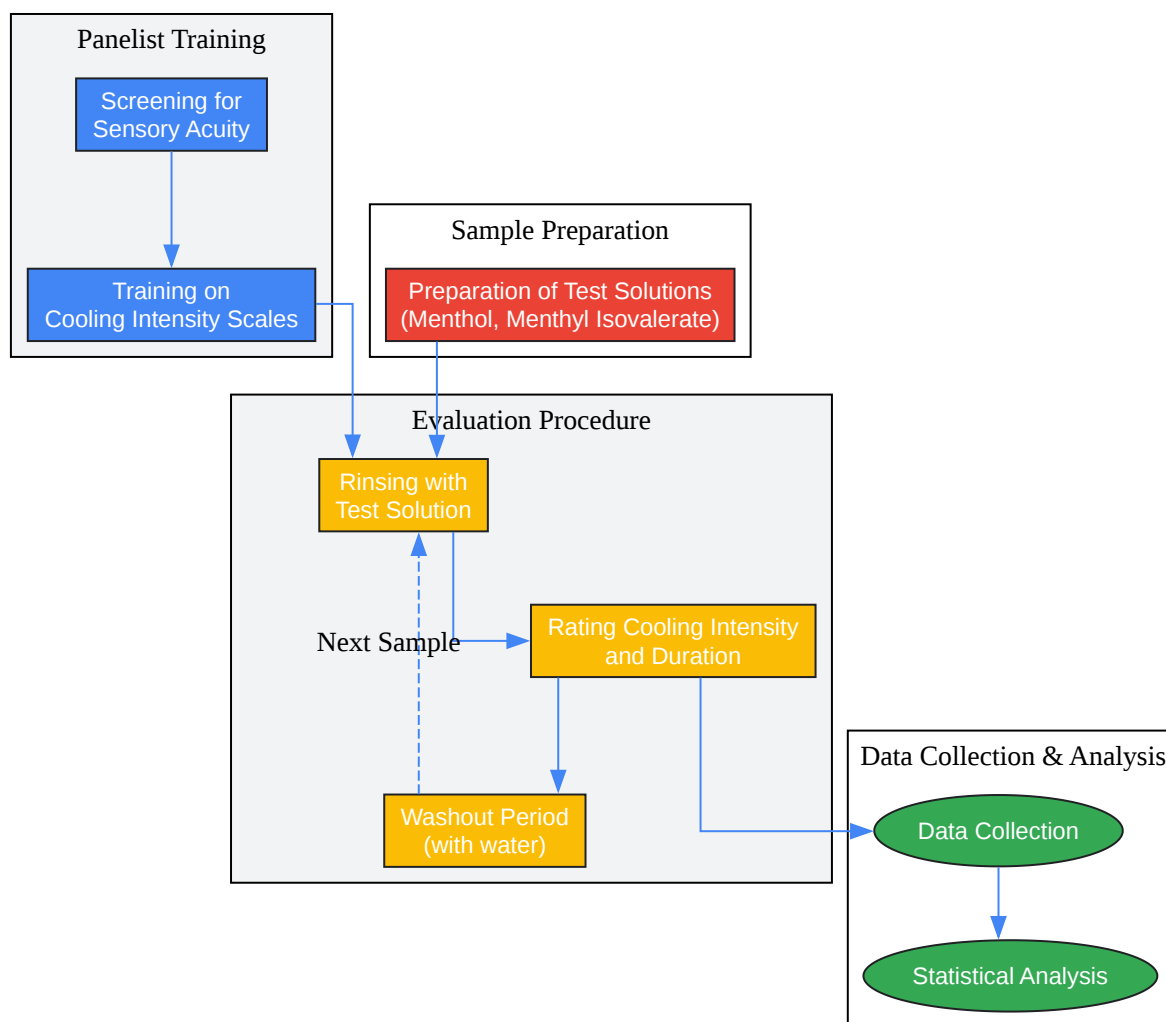 Panelist Training
Screening for
Sensory Acuity
Training on
Cooling Intensity Scales
Sample Preparation
Preparation of Test Solutions
(Menthol, Menthyl Isovalerate)
Evaluation Procedure
Rinsing with
Test Solution
Next Sample
Rating Cooling Intensity
and Duration
Washout Period
(with water)
Data Collection & Analysis
Data Collection
Statistical Analysis